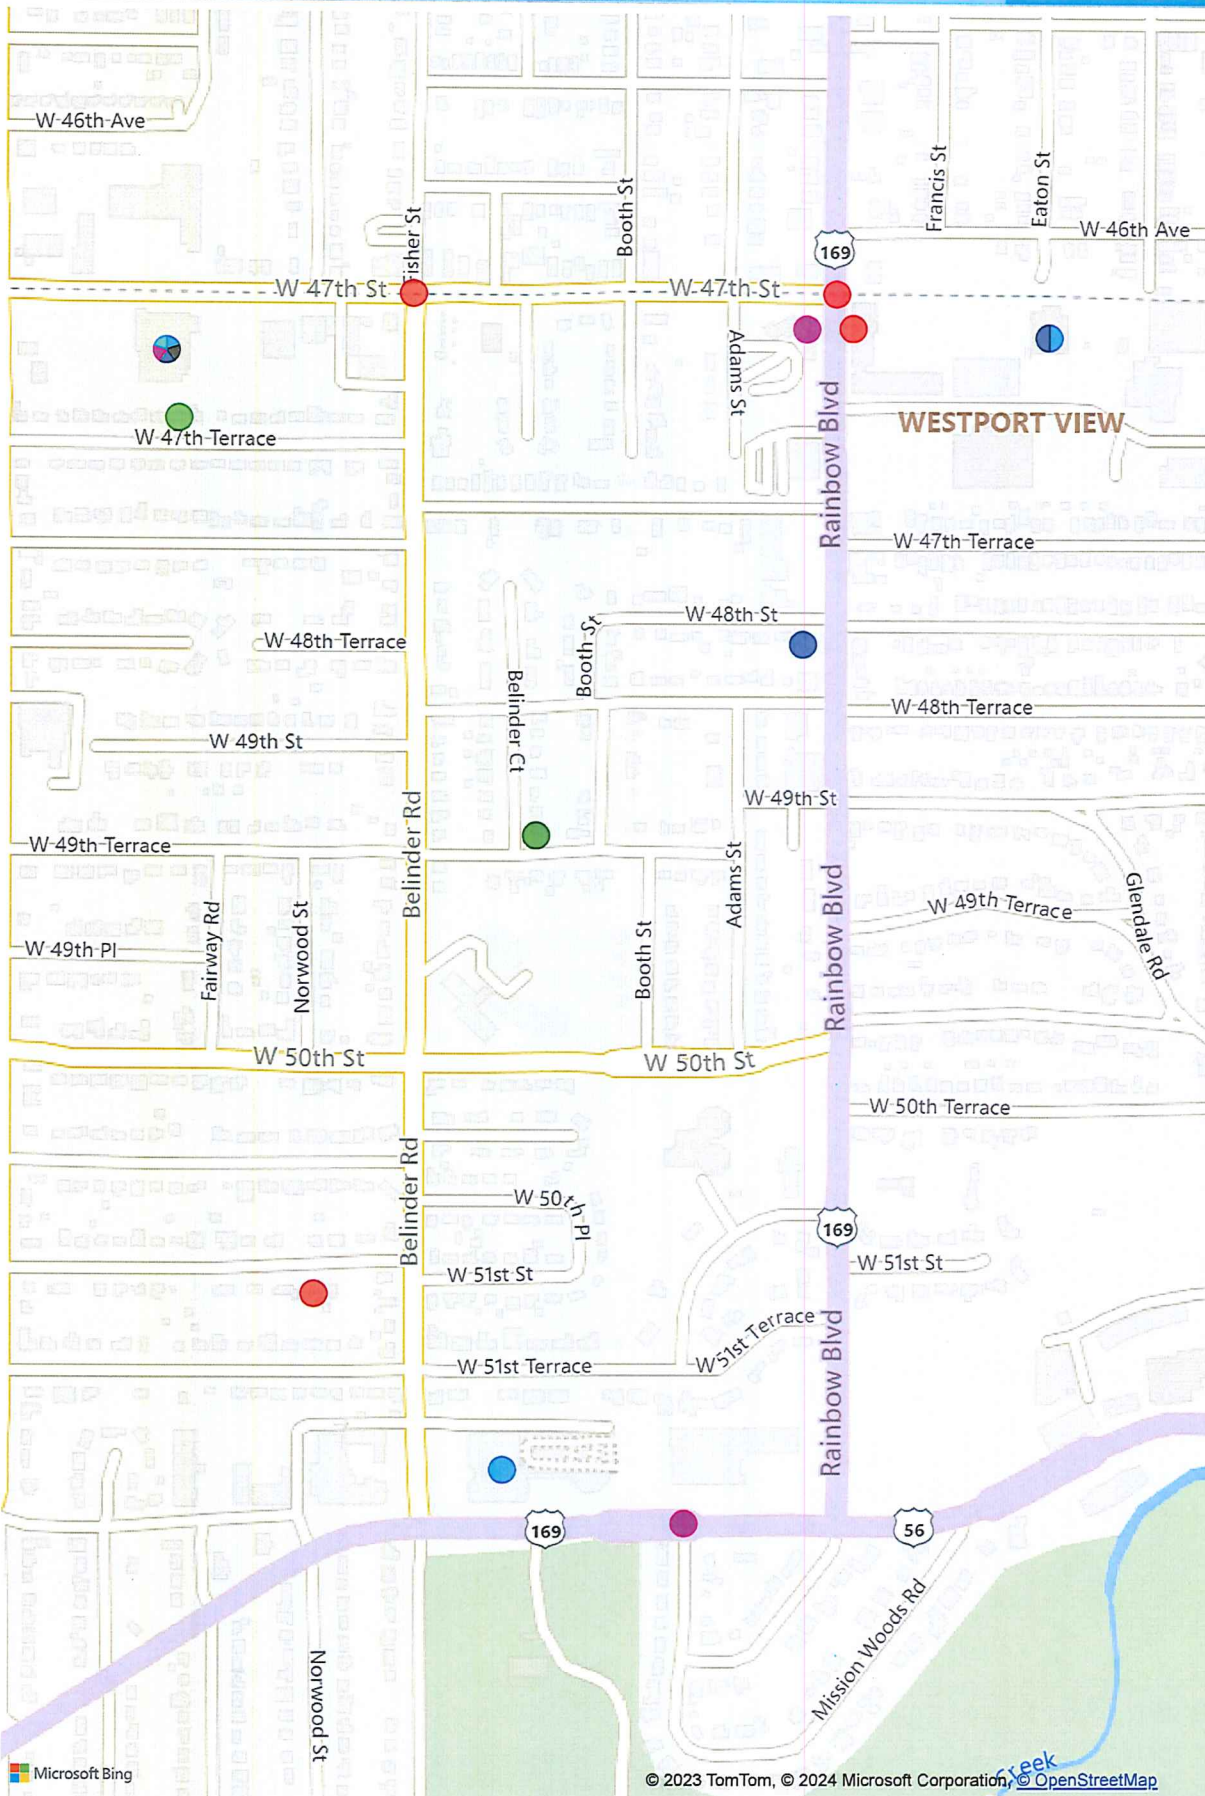 W 46th Ave
Fisher St
Booth St
Francis St
Eaton St
W 46th Ave
169
W 47th St
W 47th St
Adams St
Rainbow Blvd
WESTPORT VIEW
W 47th Terrace
W 47th Terrace
W 48th St
W 48th Terrace
Booth St
Belinder Ct
W 48th Terrace
W 49th St
W 49th St
Belinder Rd
W 49th Terrace
Adams St
Rainbow Blvd
Glendale Rd
W 49th Terrace
Fairway Rd
Norwood St
Booth St
W 49th Pl
W 50th St
W 50th St
W 50th Terrace
Belinder Rd
W 50th Pl
169
W 51st St
W 51st St
Rainbow Blvd
W 51st Terrace
W 51st Terrace
169
56
Mission Woods Rd
Norwood St
Creek
Microsoft Bing
© 2023 TomTom, © 2024 Microsoft Corporation, © OpenStreetMap